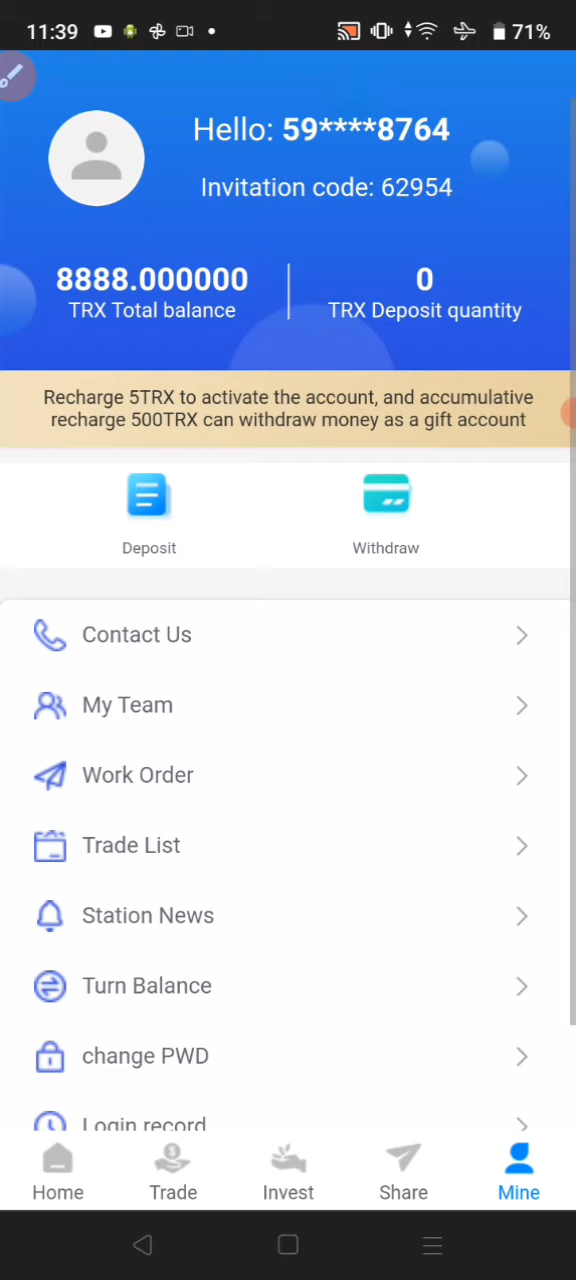 11:39
71%
Hello: 59****8764
Invitation code: 62954
8888.000000
0
TRX Total balance
TRX Deposit quantity
Recharge 5TRX to activate the account, and accumulative
recharge 500TRX can withdraw money as a gift account
Deposit
Withdraw
Contact Us
My Team
Work Order
Trade List
Station News
Turn Balance
change PWD
Login record
Home
Trade
Invest
Share
Mine